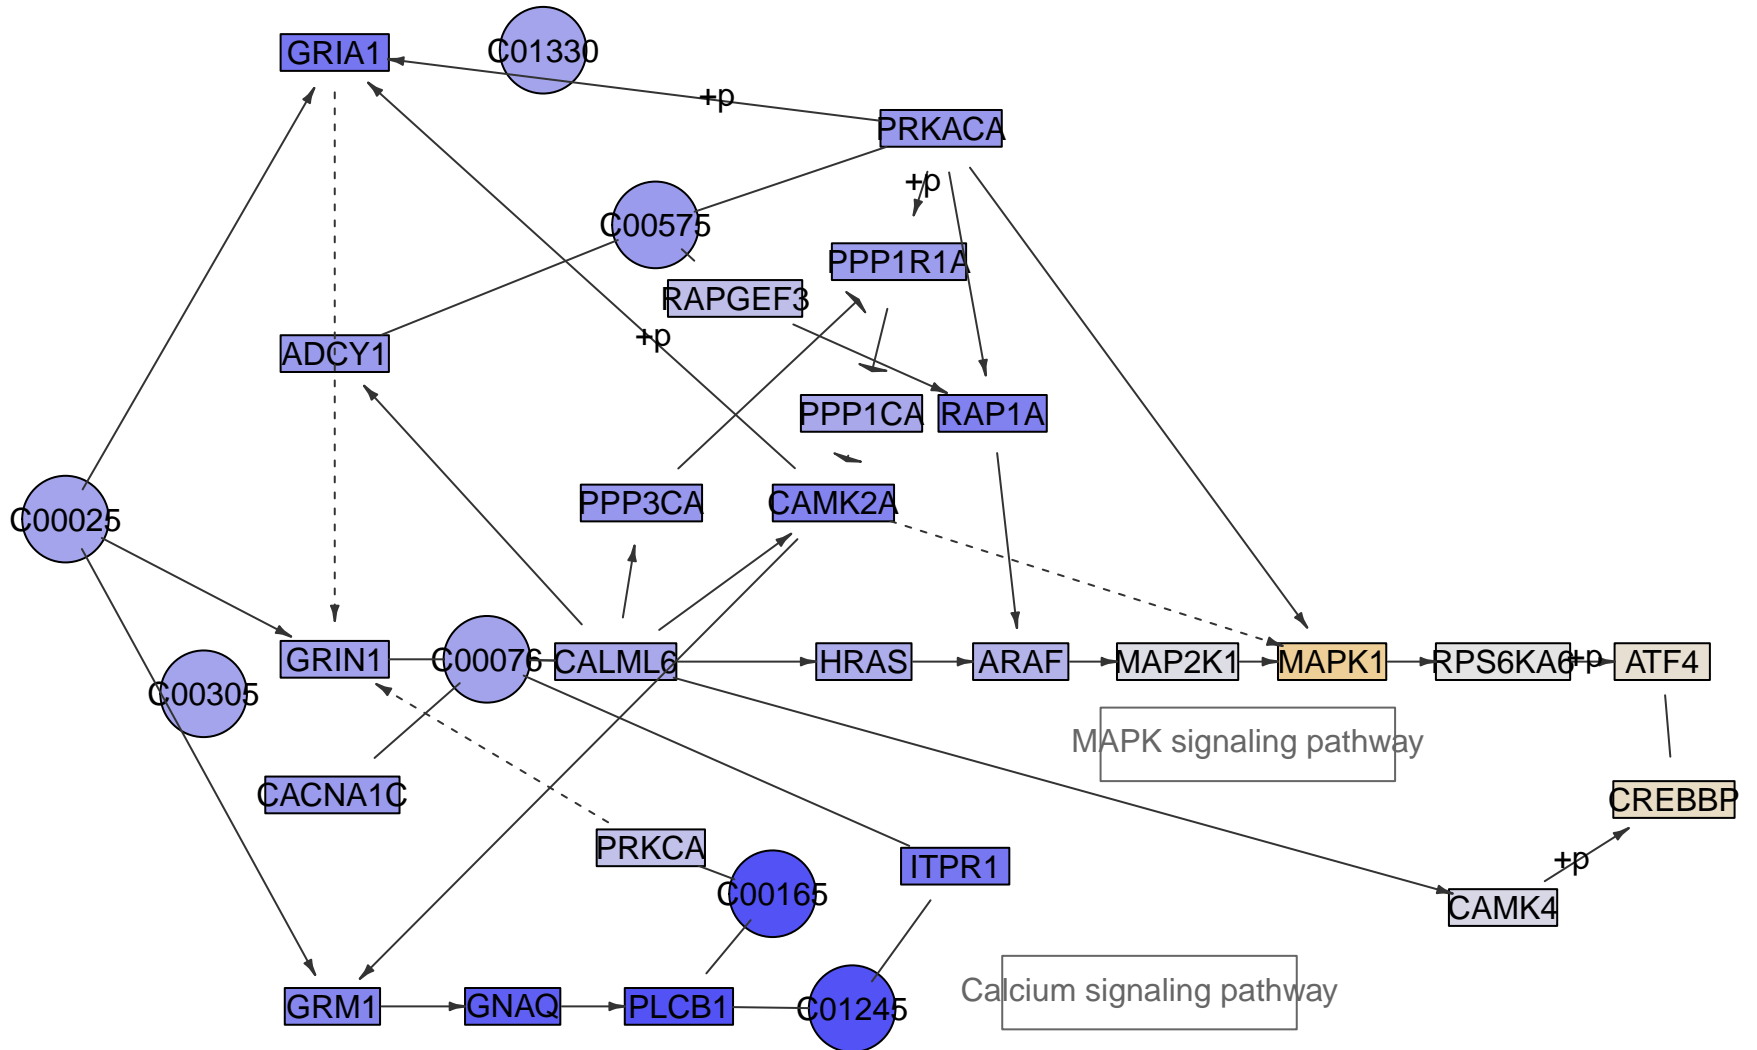 GRIA1
C01330
+p
PRKACA
+p
C00575
PPP1R1A
RAPGEF3
+p
ADCY1
PPP1CA
RAP1A
PPP3CA
CAMK2A
C00025
GRIN1
C00076
CALML6
HRAS
ARAF
MAP2K1
MAPK1
RPS6KA6
+p
ATF4
C00305
MAPK signaling pathway
CACNA1C
CREBBP
PRKCA
ITPR1
+p
C00165
CAMK4
Calcium signaling pathway
GRM1
GNAQ
PLCB1
C01245